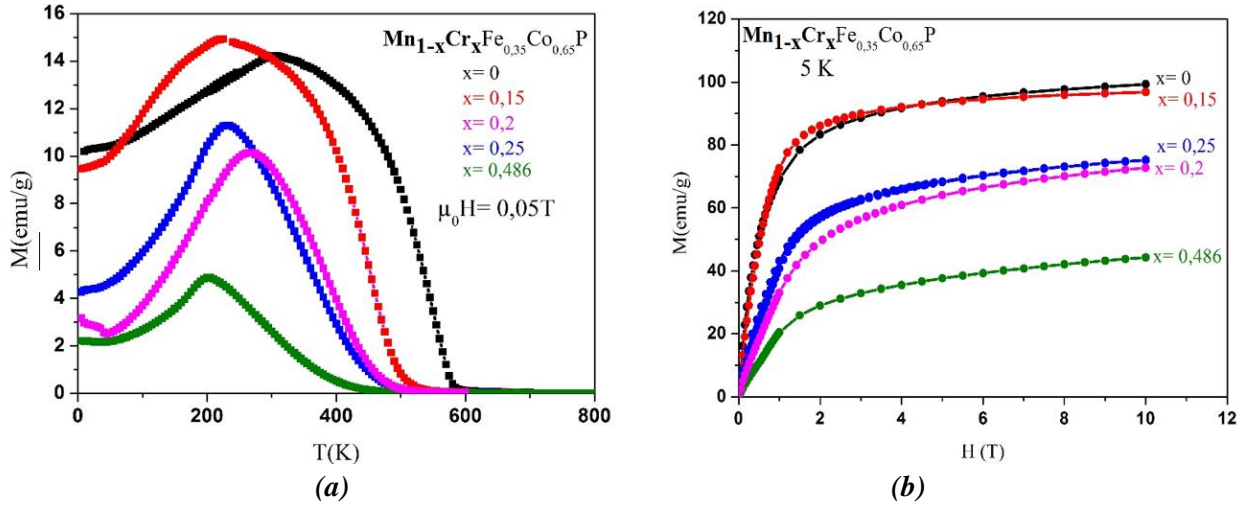 Mn1-xCrxFe0,35Co0,65P
x= 0
x= 0,15
x= 0,2
x= 0,25
x= 0,486
μ0H= 0,05T
M(emu/g)
16
14
12
10
8
6
4
2
0
0 200 400 600 800
T(K)
(a)
Mn1-xCrxFe0,35Co0,65P
5 K
x= 0
x= 0,15
x= 0,25
x= 0,2
x= 0,486
M(emu/g)
120
100
80
60
40
20
0
0 2 4 6 8 10 12
H (T)
(b)